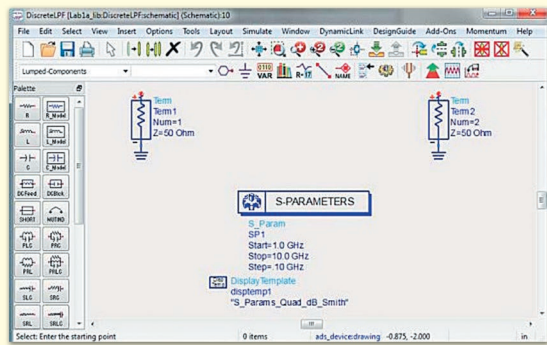 DiscreteLPF [Lab1a_lib:DiscreteLPF:schematic] (Schematic):10
File Edit Select View Insert Options Tools Layout Simulate Window DynamicLink DesignGuide Add-Ons Momentum Help
VAR
NAME
Lumped-Components
Palette
R R_Model
L L_Model
C C_Model
DCFeed DCBlok
SHORT MUTIND
PLC PRC
PRL PRLC
SLC SRC
SRL SRLC
Term
Term1
Num=1
Z=50 Ohm
Term
Term2
Num=2
Z=50 Ohm
S-PARAMETERS
S_Param
SP1
Start=1.0 GHz
Stop=10.0 GHz
Step=.10 GHz
DisplayTemplate
disptemp1
"S_Params_Quad_dB_Smith"
Select: Enter the starting point 0 items ads_device:drawing -0.875, -2.000 in